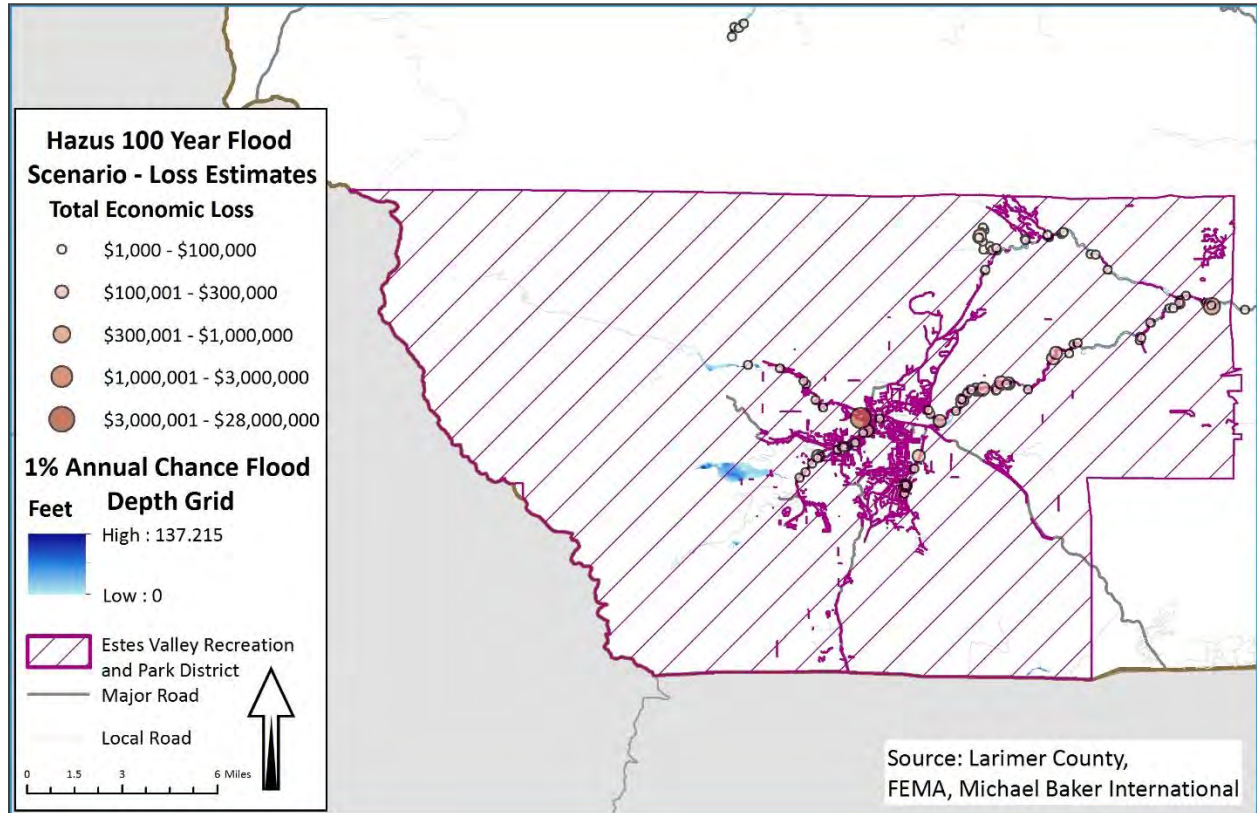 Hazus 100 Year Flood
Scenario - Loss Estimates
Total Economic Loss
$1,000 - $100,000
$100,001 - $300,000
$300,001 - $1,000,000
$1,000,001 - $3,000,000
$3,000,001 - $28,000,000
1% Annual Chance Flood
Depth Grid
Feet
High : 137.215
Low : 0
Estes Valley Recreation
and Park District
Major Road
Local Road
0 1.5 3 6 Miles
Source: Larimer County,
FEMA, Michael Baker International